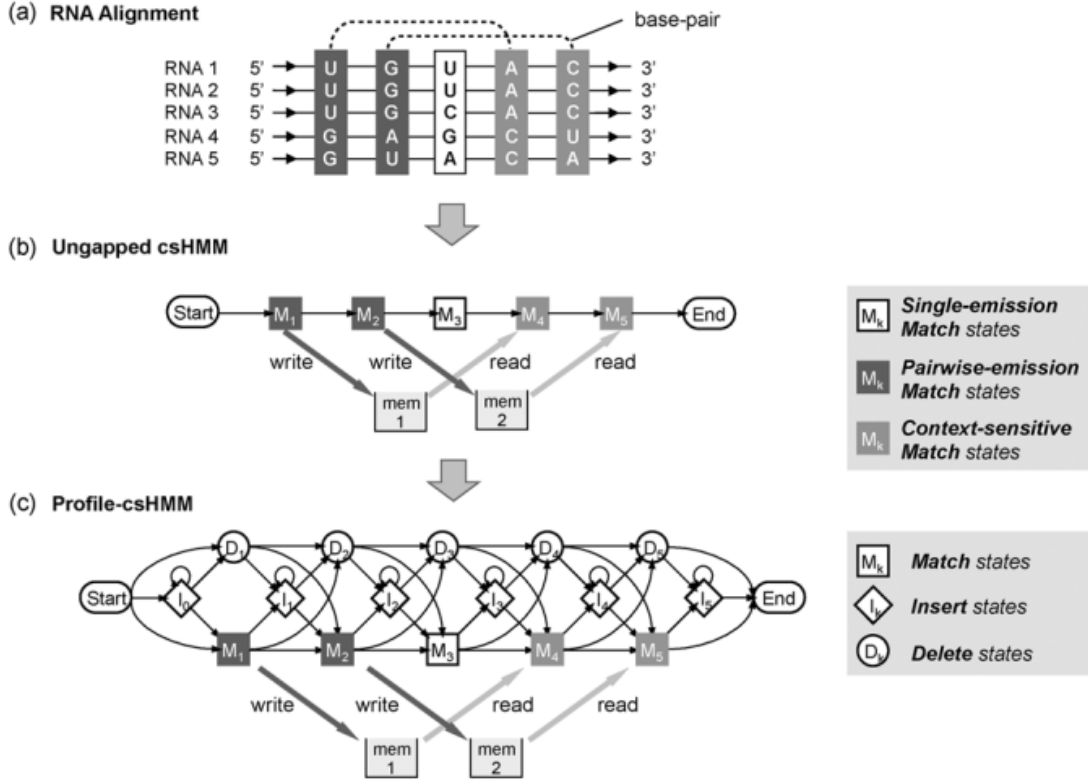 (a) RNA Alignment
base-pair
RNA 1 5' U G U A C 3'
RNA 2 5' U G U A C 3'
RNA 3 5' U G C A C 3'
RNA 4 5' G A G C U 3'
RNA 5 5' G U A C A 3'
(b) Ungapped csHMM
Start M1 M2 M3 M4 M5 End
write write read read
mem 1
mem 2
Mk Single-emission
Match states
Mk Pairwise-emission
Match states
Mk Context-sensitive
Match states
(c) Profile-csHMM
D1 D2 D3 D4 D5
Start I0 I1 I2 I3 I4 I5 End
M1 M2 M3 M4 M5
write write read read
mem 1
mem 2
Mk Match states
Ik Insert states
Dk Delete states